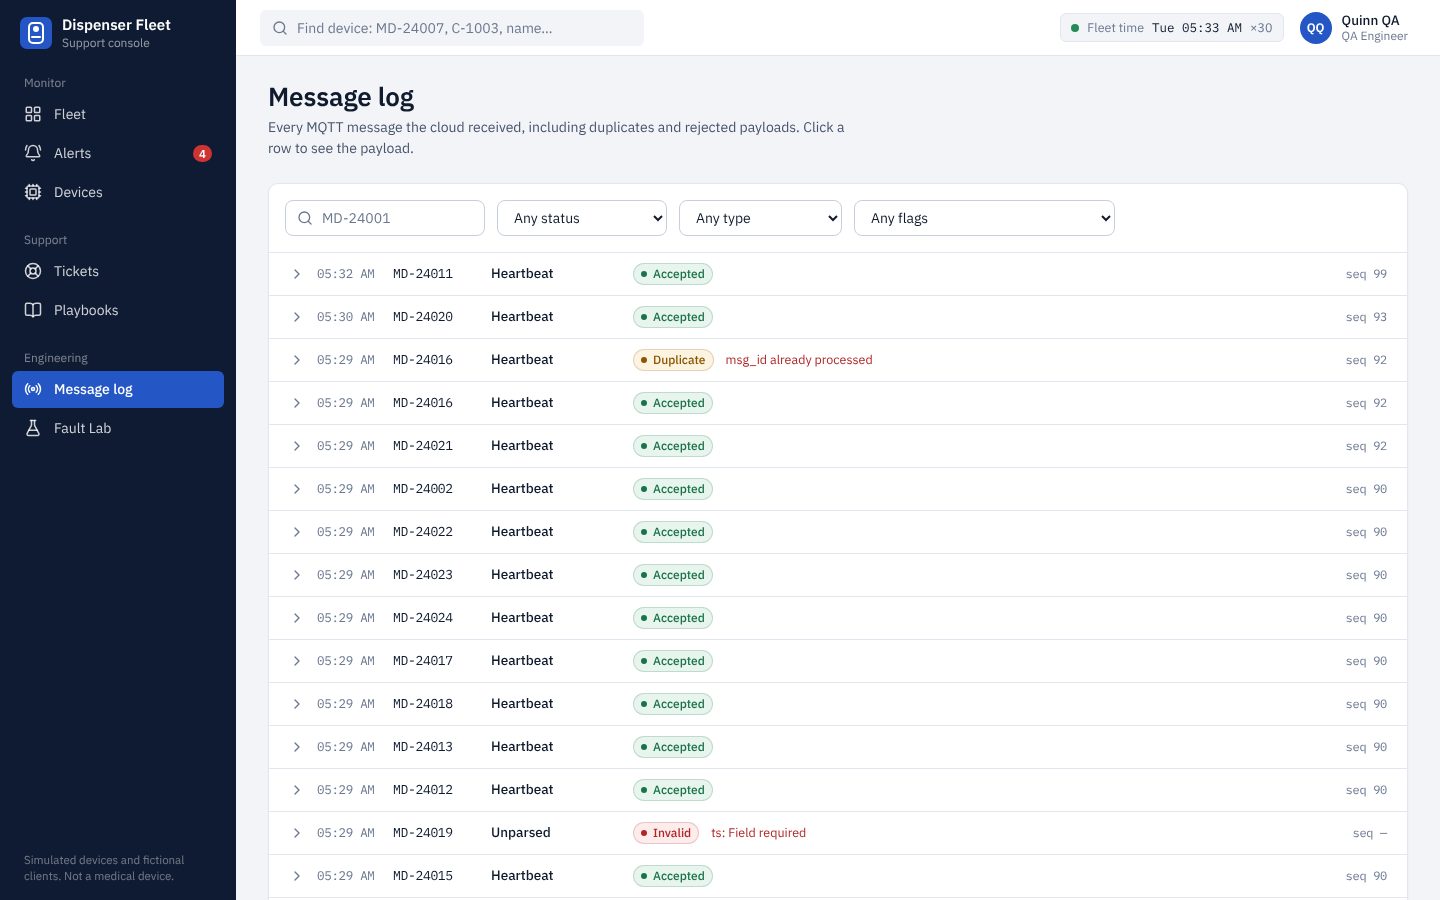 Dispenser Fleet
Support console
Monitor
Fleet
Alerts 4
Devices
Support
Tickets
Playbooks
Engineering
Message log
Fault Lab
Simulated devices and fictional
clients. Not a medical device.
Find device: MD-24007, C-1003, name...
Fleet time Tue 05:33 AM ×30
QQ
Quinn QA
QA Engineer
Message log
Every MQTT message the cloud received, including duplicates and rejected payloads. Click a
row to see the payload.
MD-24001 Any status Any type Any flags
05:32 AM MD-24011 Heartbeat Accepted seq 99
05:30 AM MD-24020 Heartbeat Accepted seq 93
05:29 AM MD-24016 Heartbeat Duplicate msg_id already processed seq 92
05:29 AM MD-24016 Heartbeat Accepted seq 92
05:29 AM MD-24021 Heartbeat Accepted seq 92
05:29 AM MD-24002 Heartbeat Accepted seq 90
05:29 AM MD-24022 Heartbeat Accepted seq 90
05:29 AM MD-24023 Heartbeat Accepted seq 90
05:29 AM MD-24024 Heartbeat Accepted seq 90
05:29 AM MD-24017 Heartbeat Accepted seq 90
05:29 AM MD-24018 Heartbeat Accepted seq 90
05:29 AM MD-24013 Heartbeat Accepted seq 90
05:29 AM MD-24012 Heartbeat Accepted seq 90
05:29 AM MD-24019 Unparsed Invalid ts: Field required seq —
05:29 AM MD-24015 Heartbeat Accepted seq 90